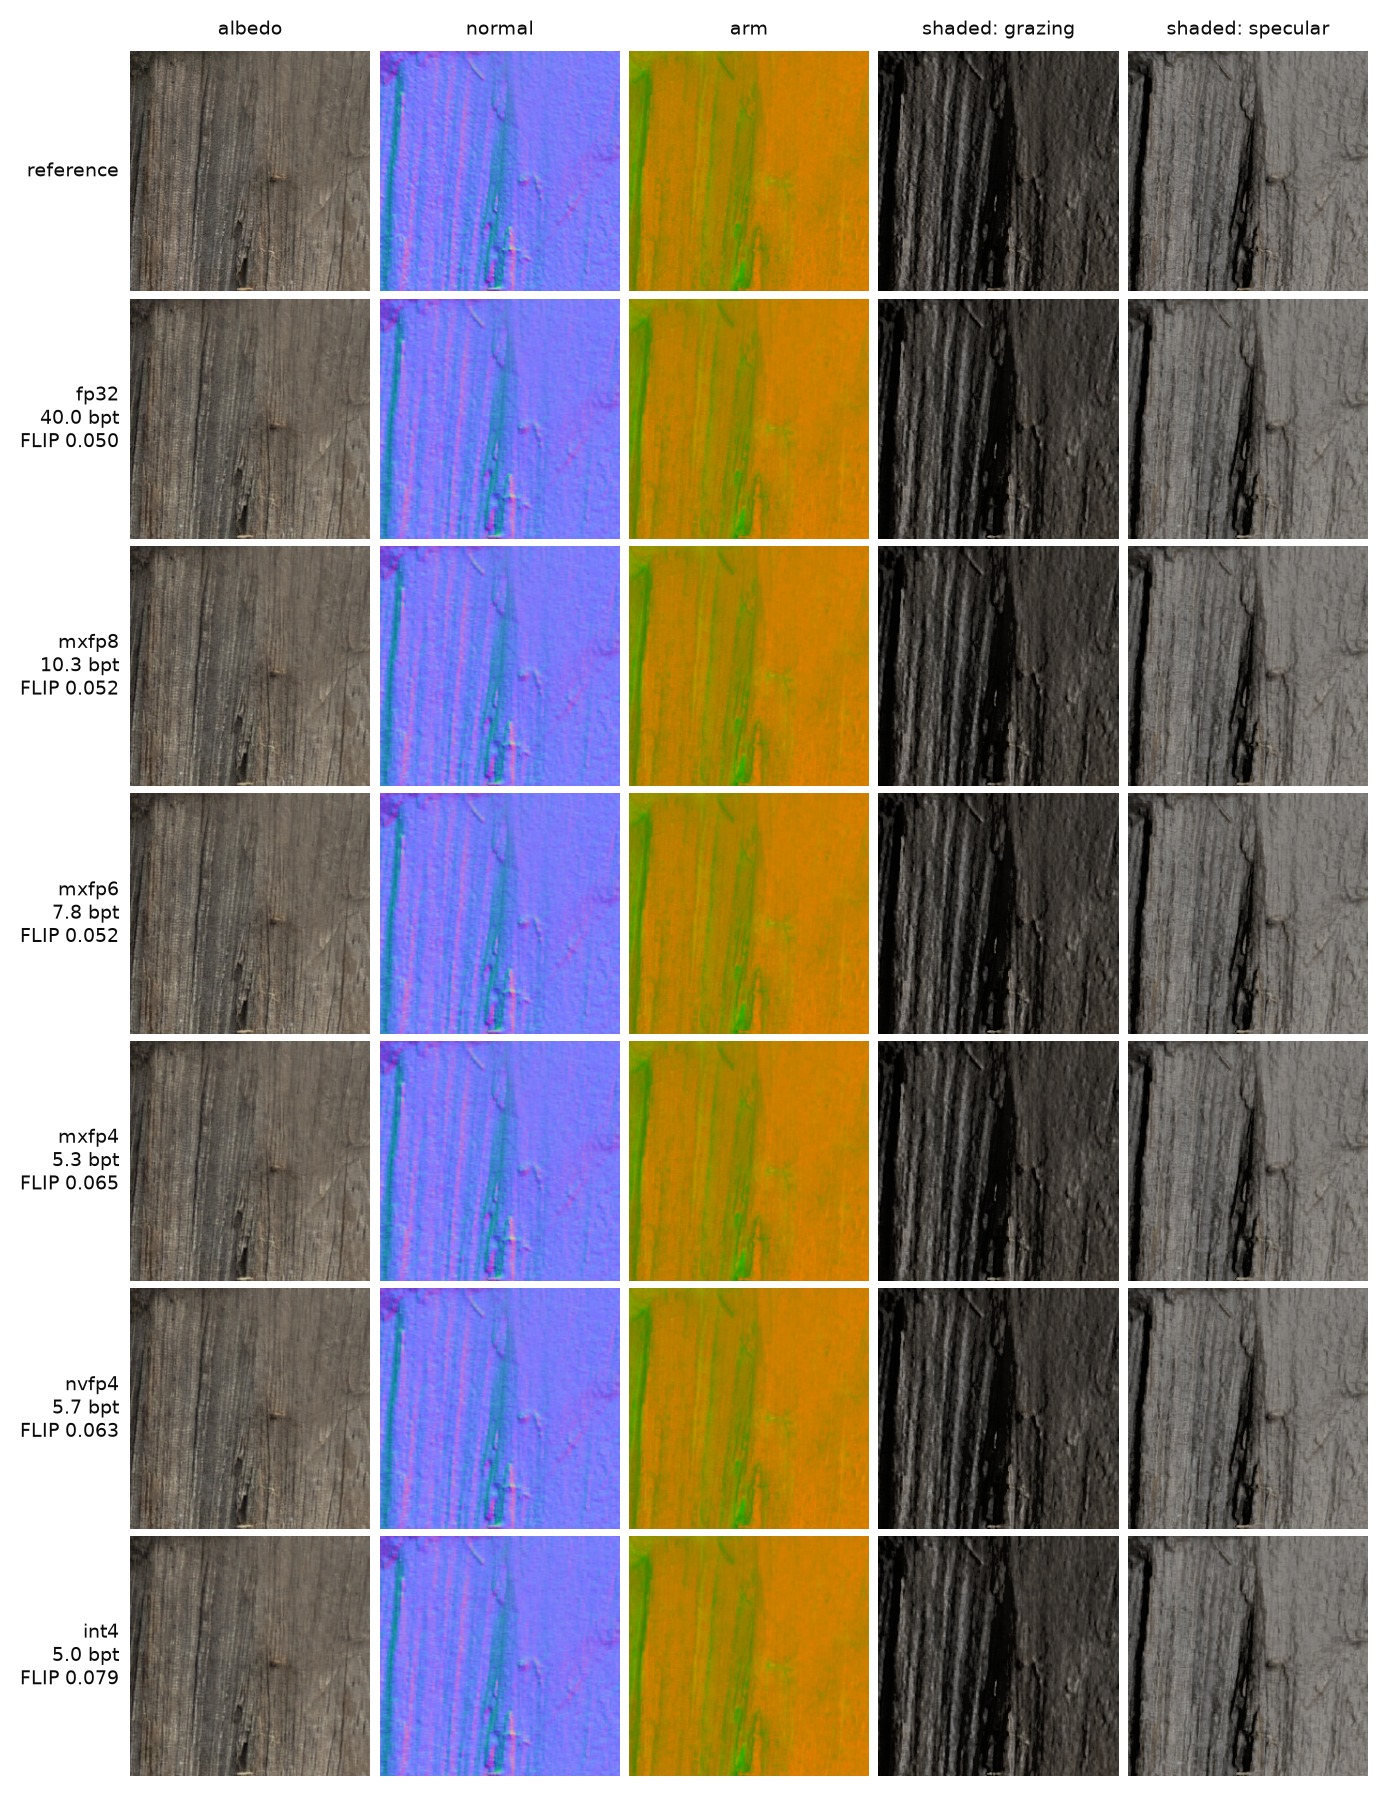 albedo normal arm shaded: grazing shaded: specular
reference
fp32
40.0 bpt
FLIP 0.050
mxfp8
10.3 bpt
FLIP 0.052
mxfp6
7.8 bpt
FLIP 0.052
mxfp4
5.3 bpt
FLIP 0.065
nvfp4
5.7 bpt
FLIP 0.063
int4
5.0 bpt
FLIP 0.079